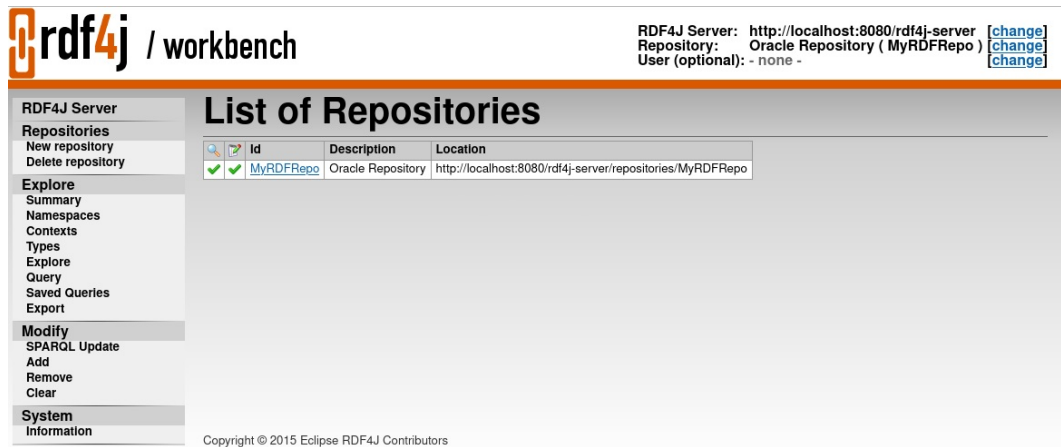 rdf4j / workbench
RDF4J Server: http://localhost:8080/rdf4j-server [change]
Repository: Oracle Repository ( MyRDFRepo ) [change]
User (optional): - none - [change]
RDF4J Server
Repositories
New repository
Delete repository
Explore
Summary
Namespaces
Contexts
Types
Explore
Query
Saved Queries
Export
Modify
SPARQL Update
Add
Remove
Clear
System
Information
List of Repositories
Id Description Location
MyRDFRepo Oracle Repository http://localhost:8080/rdf4j-server/repositories/MyRDFRepo
Copyright © 2015 Eclipse RDF4J Contributors